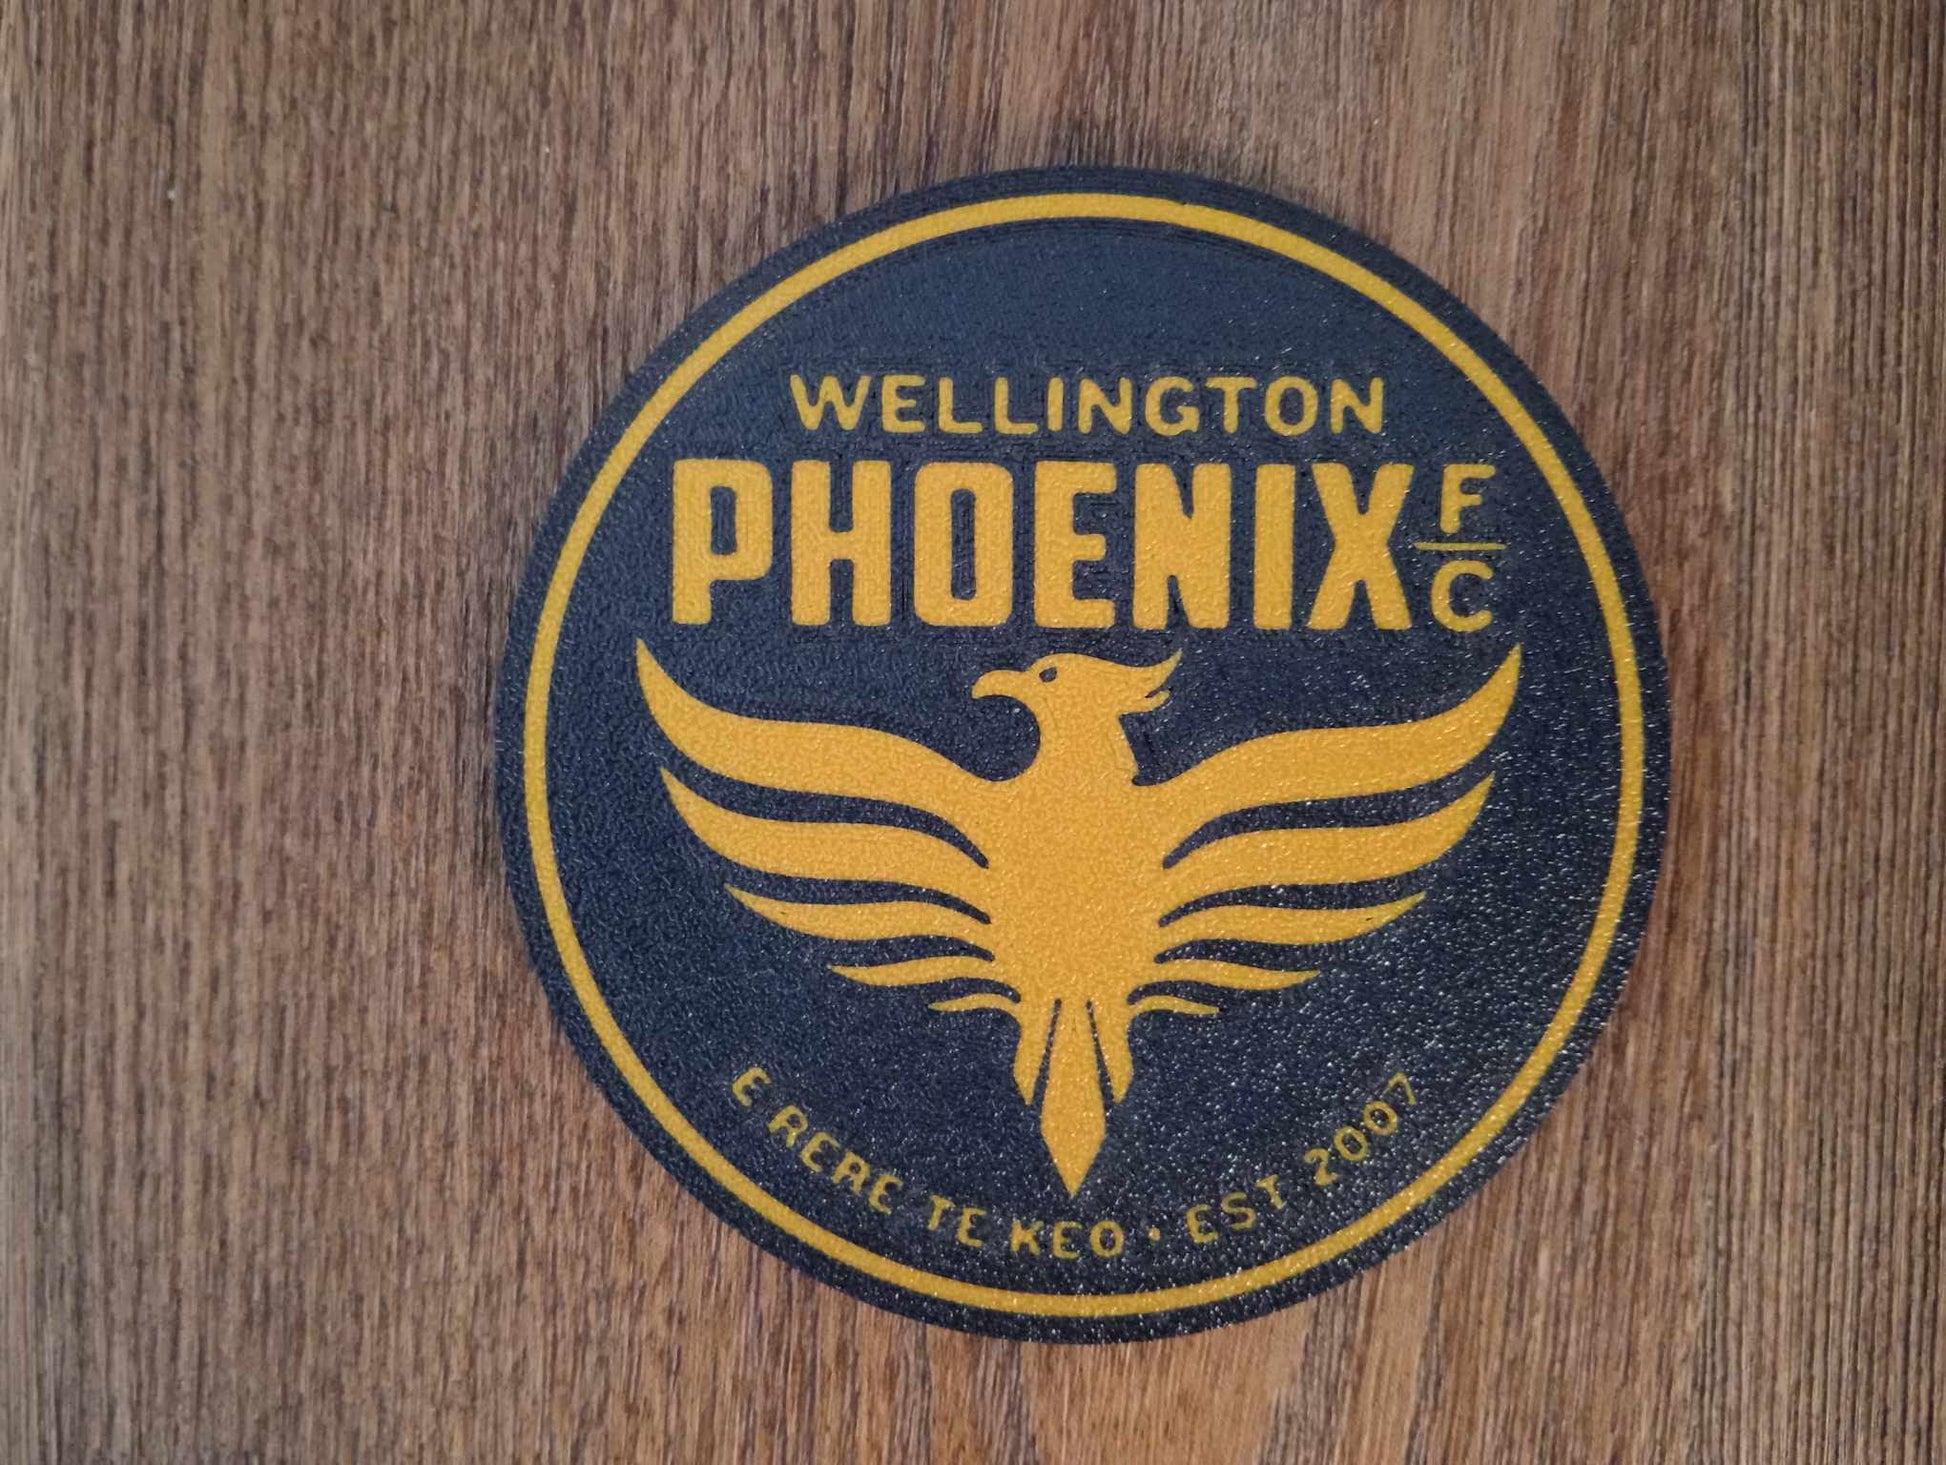 WELLINGTON
PHOENIX FC
E RERE TE KEO · EST 2007